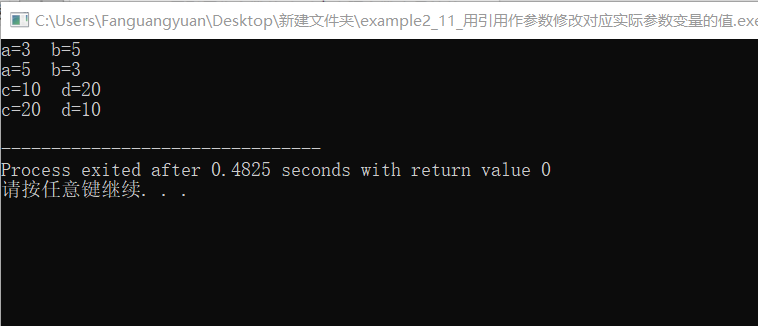 C:\Users\Fanguangyuan\Desktop\新建文件夹\example2_11_用引用作参数修改对应实际参数变量的值.exe
a=3  b=5
a=5  b=3
c=10  d=20
c=20  d=10
--------------------------------
Process exited after 0.4825 seconds with return value 0
请按任意键继续. . .